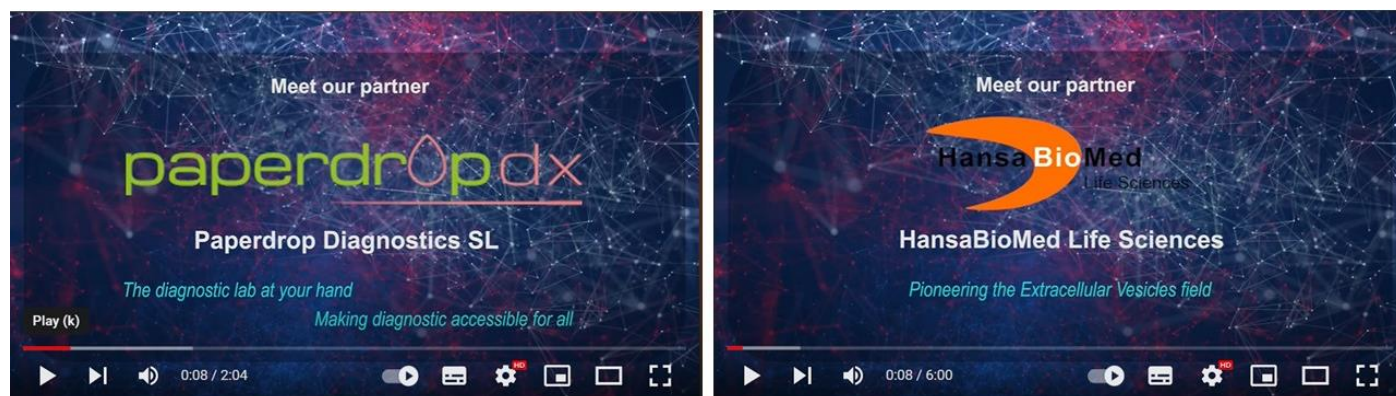 Meet our partner
paperdropdx
Paperdrop Diagnostics SL
The diagnostic lab at your hand
Making diagnostic accessible for all
Play (k)
0:08 / 2:04
HD
Meet our partner
Hansa BioMed
Life Sciences
HansaBioMed Life Sciences
Pioneering the Extracellular Vesicles field
0:08 / 6:00
HD